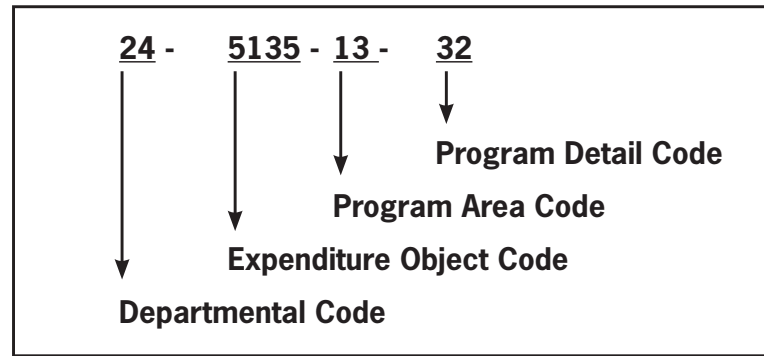 24 - 5135 - 13 - 32
Program Detail Code
Program Area Code
Expenditure Object Code
Departmental Code